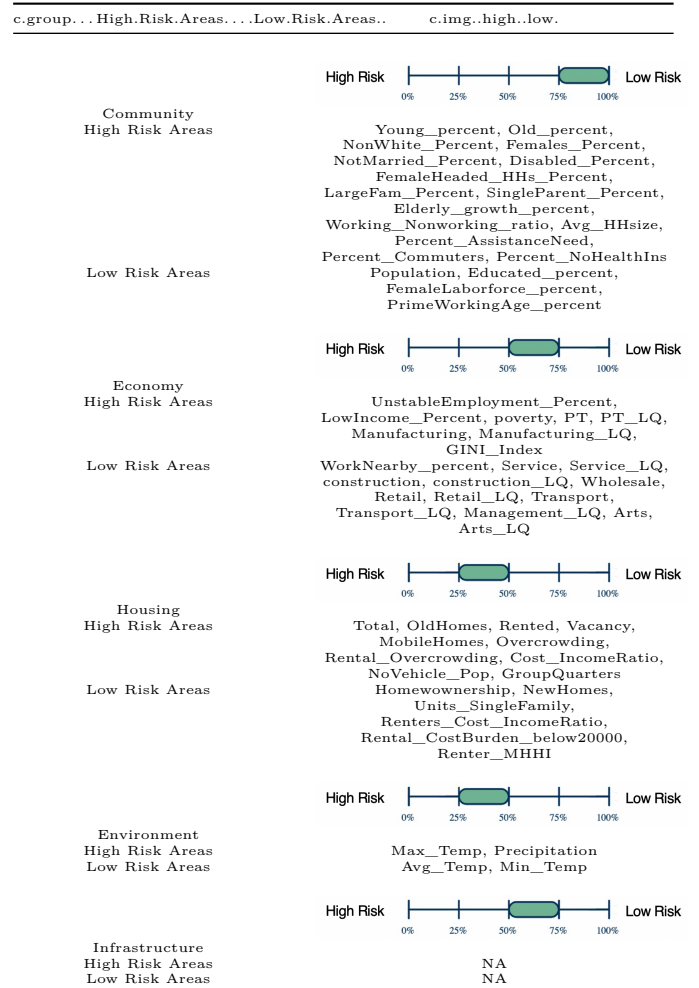 c.group...High.Risk.Areas....Low.Risk.Areas.. c.img..high..low.
High Risk Low Risk
0% 25% 50% 75% 100%
Community
High Risk Areas Young_percent, Old_percent,
NonWhite_Percent, Females_Percent,
NotMarried_Percent, Disabled_Percent,
FemaleHeaded_HHs_Percent,
LargeFam_Percent, SingleParent_Percent,
Elderly_growth_percent,
Working_Nonworking_ratio, Avg_HHsize,
Percent_AssistanceNeed,
Percent_Commuters, Percent_NoHealthIns
Low Risk Areas Population, Educated_percent,
FemaleLaborforce_percent,
PrimeWorkingAge_percent
High Risk Low Risk
0% 25% 50% 75% 100%
Economy
High Risk Areas UnstableEmployment_Percent,
LowIncome_Percent, poverty, PT, PT_LQ,
Manufacturing, Manufacturing_LQ,
GINI_Index
Low Risk Areas WorkNearby_percent, Service, Service_LQ,
construction, construction_LQ, Wholesale,
Retail, Retail_LQ, Transport,
Transport_LQ, Management_LQ, Arts,
Arts_LQ
High Risk Low Risk
0% 25% 50% 75% 100%
Housing
High Risk Areas Total, OldHomes, Rented, Vacancy,
MobileHomes, Overcrowding,
Rental_Overcrowding, Cost_IncomeRatio,
NoVehicle_Pop, GroupQuarters
Low Risk Areas Homewownership, NewHomes,
Units_SingleFamily,
Renters_Cost_IncomeRatio,
Rental_CostBurden_below20000,
Renter_MHHI
High Risk Low Risk
0% 25% 50% 75% 100%
Environment
High Risk Areas Max_Temp, Precipitation
Low Risk Areas Avg_Temp, Min_Temp
High Risk Low Risk
0% 25% 50% 75% 100%
Infrastructure
High Risk Areas NA
Low Risk Areas NA